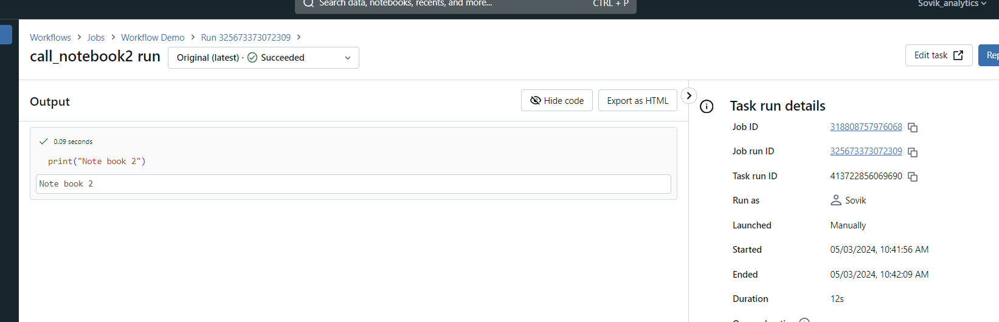 Search data, notebooks, recents, and more...
CTRL + P
Sovik_analytics
Workflows > Jobs > Workflow Demo > Run 325673373072309 >
call_notebook2 run
Original (latest) · Succeeded
Edit task
Output
Hide code
Export as HTML
0.09 seconds
print("Note book 2")
Note book 2
Task run details
Job ID 318808757976068
Job run ID 325673373072309
Task run ID 413722856069690
Run as Sovik
Launched Manually
Started 05/03/2024, 10:41:56 AM
Ended 05/03/2024, 10:42:09 AM
Duration 12s